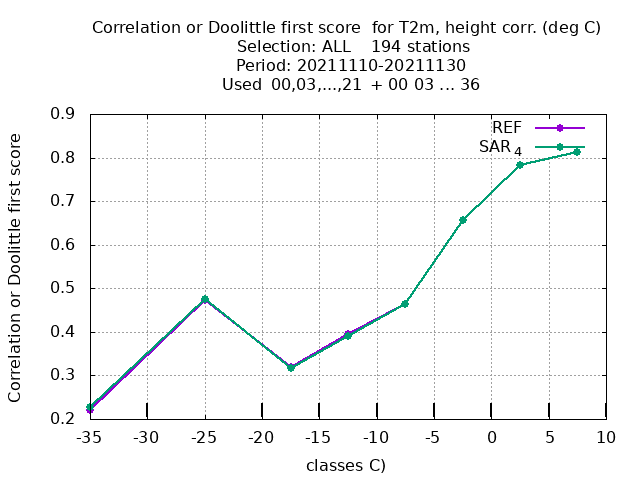 Correlation or Doolittle first score  for T2m, height corr. (deg C)
Selection: ALL    194 stations
Period: 20211110-20211130
Used  00,03,...,21  + 00 03 ... 36
Correlation or Doolittle first score
0.9
0.8
0.7
0.6
0.5
0.4
0.3
0.2
REF
SAR 4
-35 -30 -25 -20 -15 -10 -5 0 5 10
classes C)